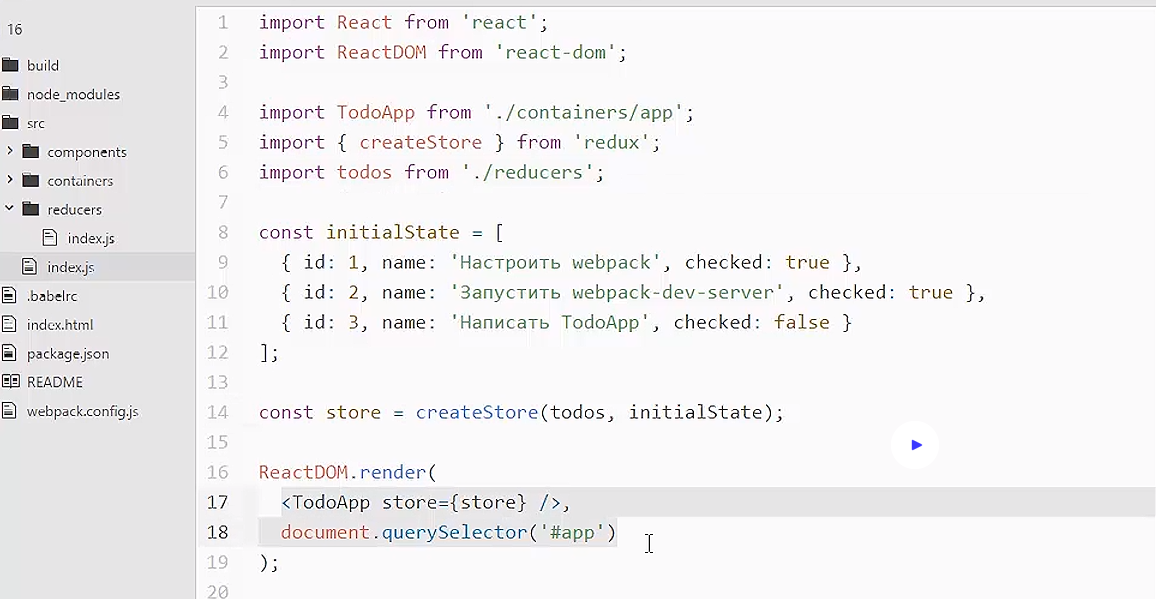 16
build
node_modules
src
components
containers
reducers
index.js
index.js
.babelrc
index.html
package.json
README
webpack.config.js
1 import React from 'react';
2 import ReactDOM from 'react-dom';
3
4 import TodoApp from './containers/app';
5 import { createStore } from 'redux';
6 import todos from './reducers';
7
8 const initialState = [
9 { id: 1, name: 'Настроить webpack', checked: true },
10 { id: 2, name: 'Запустить webpack-dev-server', checked: true },
11 { id: 3, name: 'Написать TodoApp', checked: false }
12 ];
13
14 const store = createStore(todos, initialState);
15
16 ReactDOM.render(
17 <TodoApp store={store} />,
18 document.querySelector('#app')
19 );
20